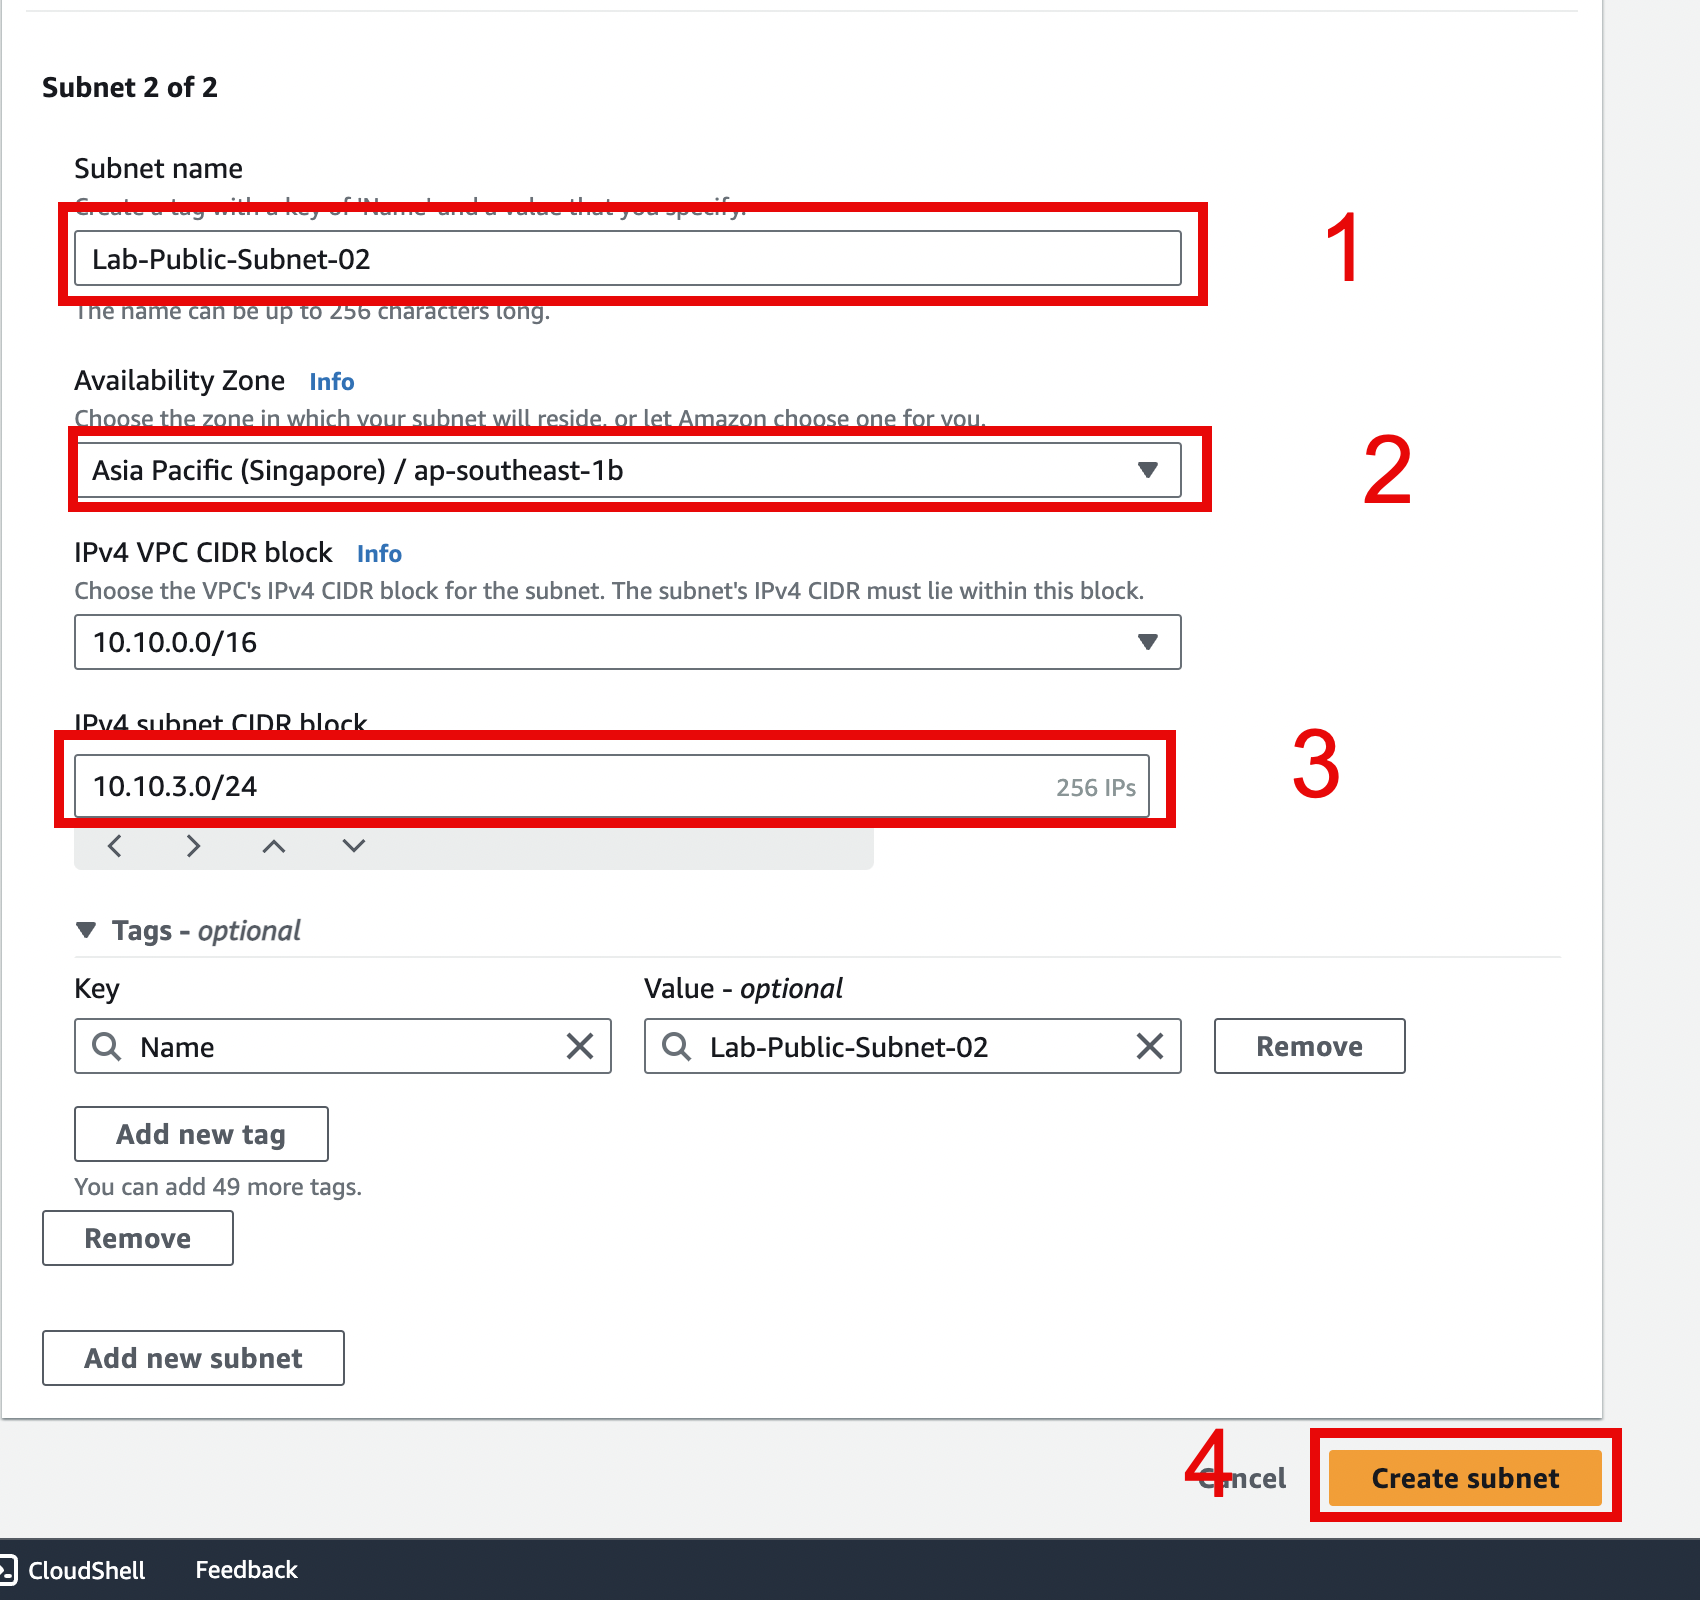 Subnet 2 of 2
Subnet name
Create a tag with a key of 'Name' and a value that you specify.
Lab-Public-Subnet-02
1
The name can be up to 256 characters long.
Availability Zone Info
Choose the zone in which your subnet will reside, or let Amazon choose one for you.
Asia Pacific (Singapore) / ap-southeast-1b
2
IPv4 VPC CIDR block Info
Choose the VPC's IPv4 CIDR block for the subnet. The subnet's IPv4 CIDR must lie within this block.
10.10.0.0/16
IPv4 subnet CIDR block
10.10.3.0/24 256 IPs
3
Tags - optional
Key Value - optional
Name Lab-Public-Subnet-02 Remove
Add new tag
You can add 49 more tags.
Remove
Add new subnet
4 Cancel Create subnet
CloudShell Feedback